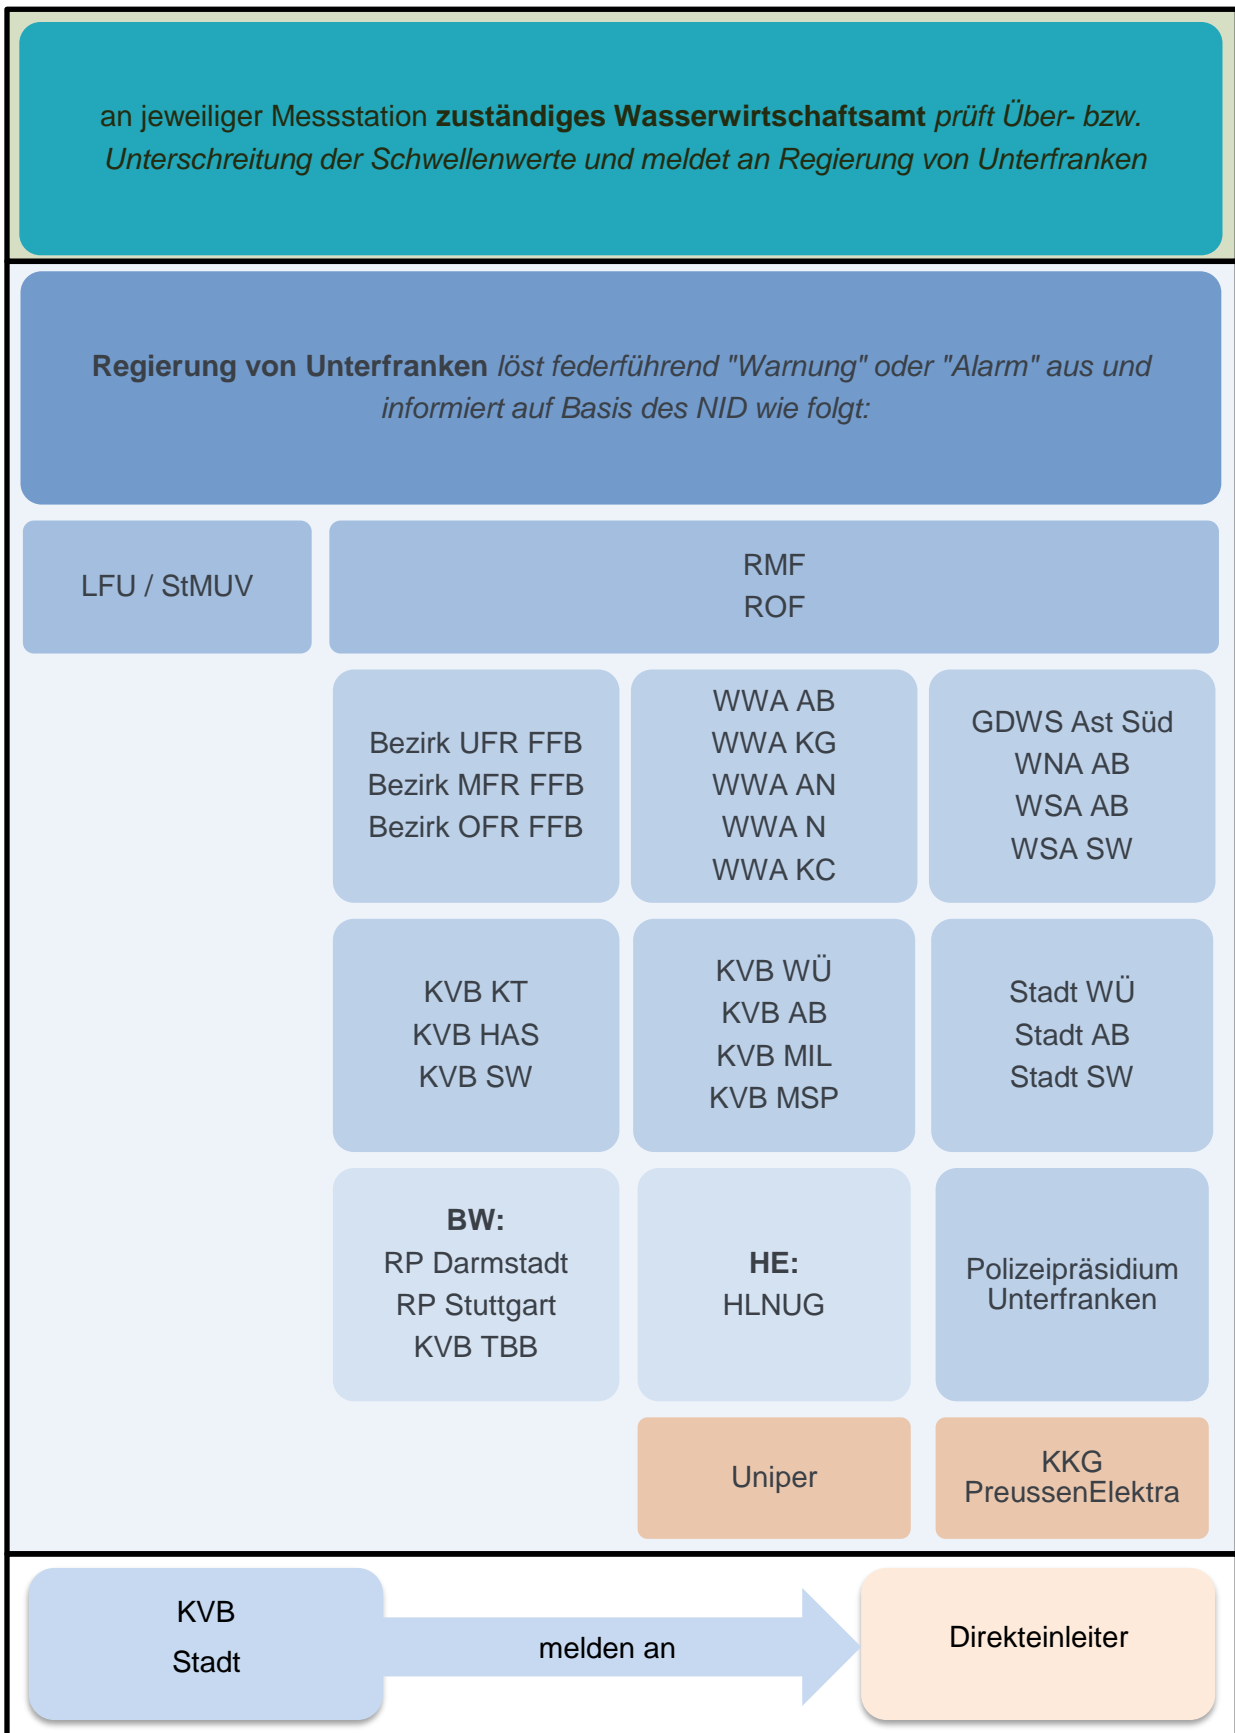 an jeweiliger Messstation zuständiges Wasserwirtschaftsamt prüft Über- bzw.
Unterschreitung der Schwellenwerte und meldet an Regierung von Unterfranken
Regierung von Unterfranken löst federführend "Warnung" oder "Alarm" aus und
informiert auf Basis des NID wie folgt:
LFU / StMUV
RMF
ROF
Bezirk UFR FFB
Bezirk MFR FFB
Bezirk OFR FFB
WWA AB
WWA KG
WWA AN
WWA N
WWA KC
GDWS Ast Süd
WNA AB
WSA AB
WSA SW
KVB KT
KVB HAS
KVB SW
KVB WÜ
KVB AB
KVB MIL
KVB MSP
Stadt WÜ
Stadt AB
Stadt SW
BW:
RP Darmstadt
RP Stuttgart
KVB TBB
HE:
HLNUG
Polizeipräsidium
Unterfranken
Uniper
KKG
PreussenElektra
KVB
Stadt
melden an
Direkteinleiter